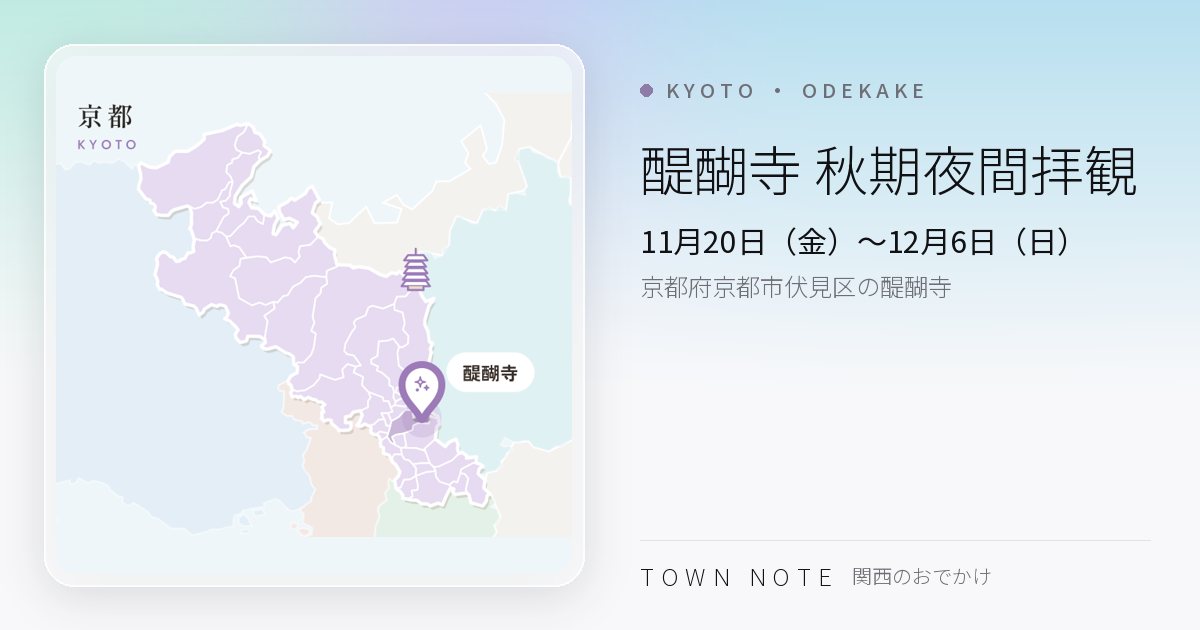 京都
KYOTO
醍醐寺
KYOTO • ODEKAKE
醍醐寺 秋期夜間拝観
11月20日（金）〜12月6日（日）
京都府京都市伏見区の醍醐寺
TOWN NOTE 関西のおでかけ